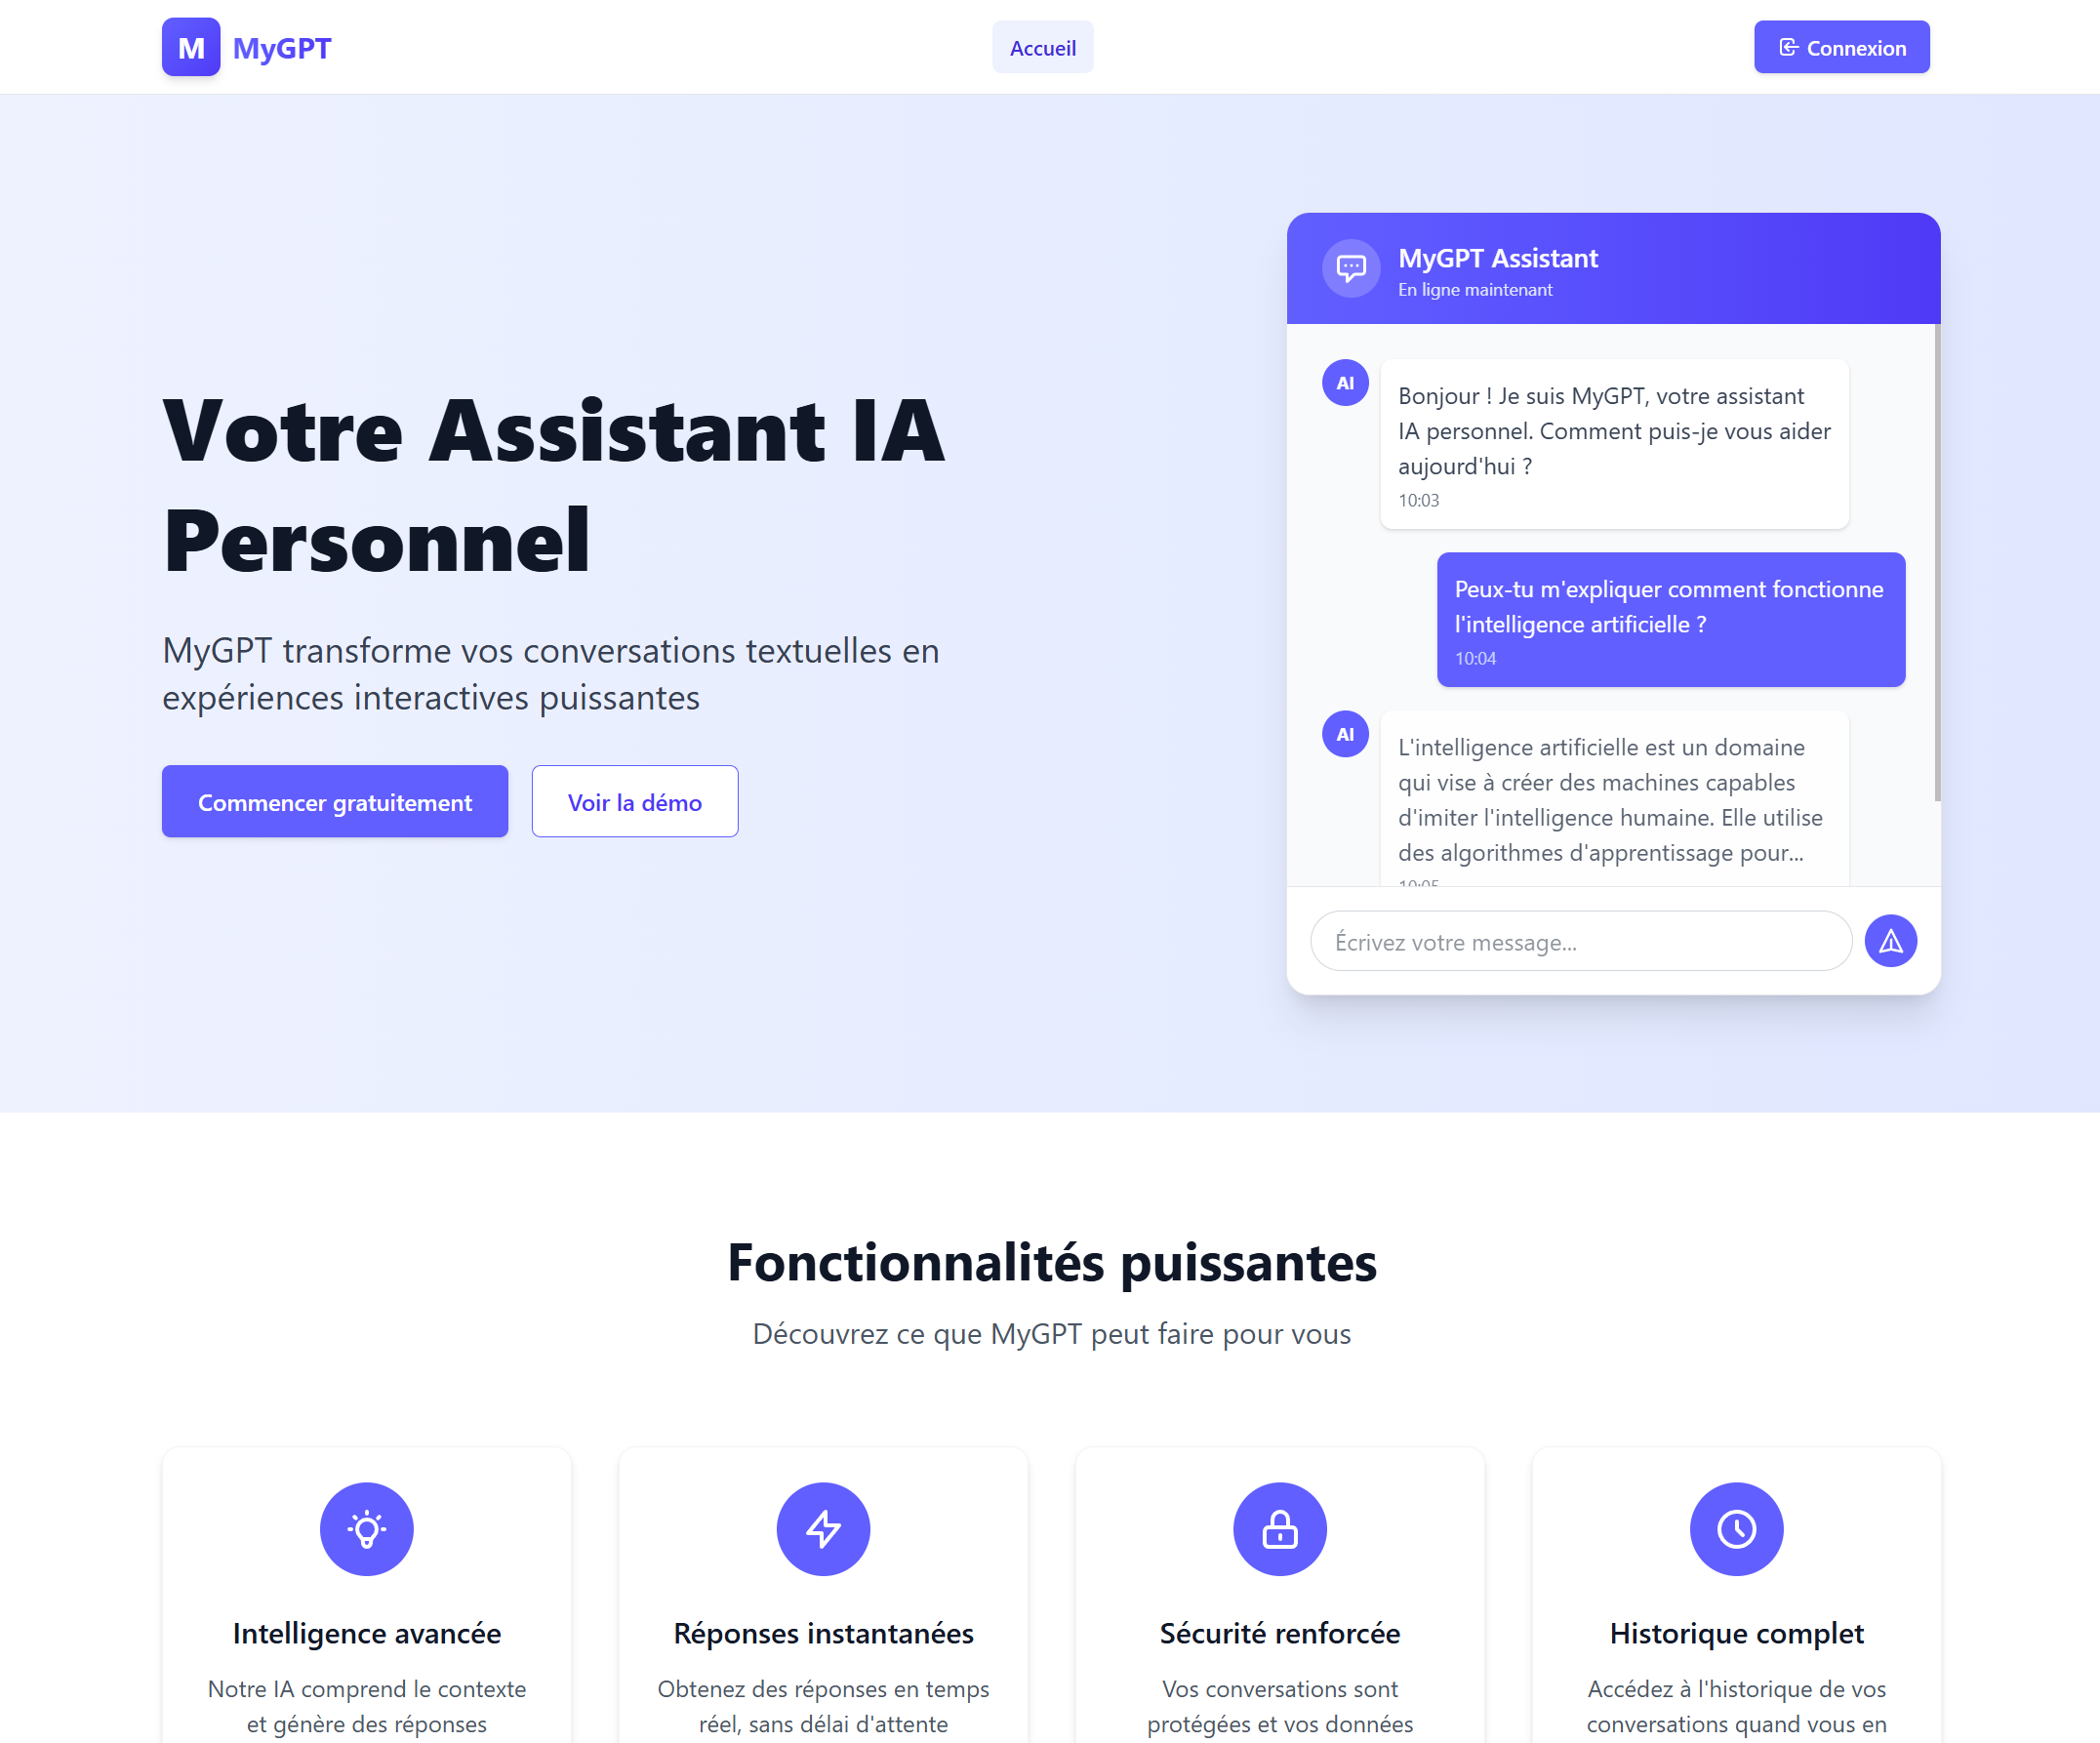 M MyGPT
Accueil
Connexion
Votre Assistant IA
Personnel
MyGPT transforme vos conversations textuelles en
expériences interactives puissantes
Commencer gratuitement
Voir la démo
MyGPT Assistant
En ligne maintenant
AI
Bonjour ! Je suis MyGPT, votre assistant
IA personnel. Comment puis-je vous aider
aujourd'hui ?
10:03
Peux-tu m'expliquer comment fonctionne
l'intelligence artificielle ?
10:04
AI
L'intelligence artificielle est un domaine
qui vise à créer des machines capables
d'imiter l'intelligence humaine. Elle utilise
des algorithmes d'apprentissage pour...
10:05
Écrivez votre message...
Fonctionnalités puissantes
Découvrez ce que MyGPT peut faire pour vous
Intelligence avancée
Notre IA comprend le contexte
et génère des réponses
Réponses instantanées
Obtenez des réponses en temps
réel, sans délai d'attente
Sécurité renforcée
Vos conversations sont
protégées et vos données
Historique complet
Accédez à l'historique de vos
conversations quand vous en